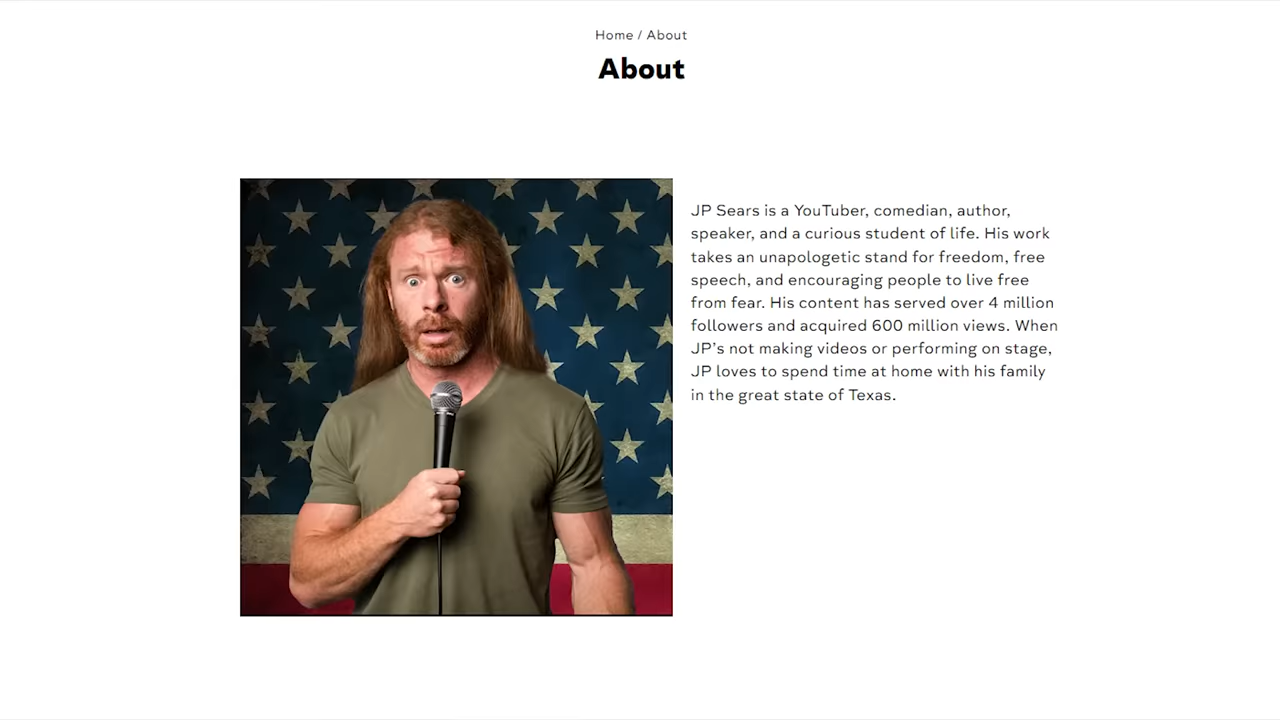 Home / About
About
JP Sears is a YouTuber, comedian, author,
speaker, and a curious student of life. His work
takes an unapologetic stand for freedom, free
speech, and encouraging people to live free
from fear. His content has served over 4 million
followers and acquired 600 million views. When
JP's not making videos or performing on stage,
JP loves to spend time at home with his family
in the great state of Texas.